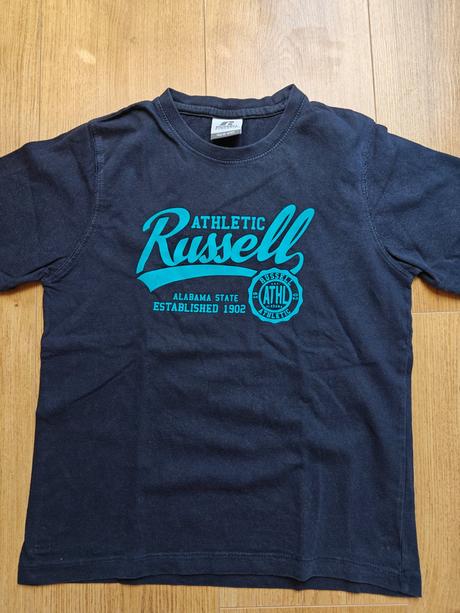 ATHLETIC
Russell
ALABAMA STATE
ESTABLISHED 1902
RUSSELL
ATHL
ATHLETIC